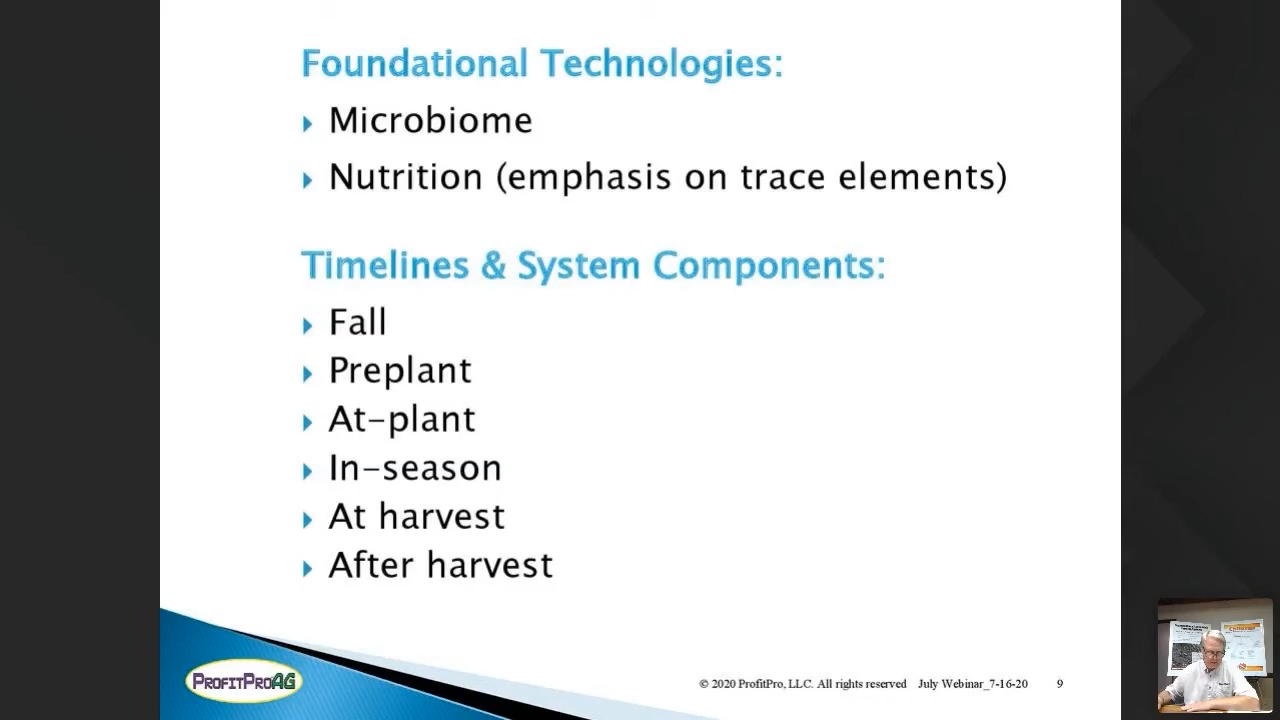 Foundational Technologies:
Microbiome
Nutrition (emphasis on trace elements)
Timelines & System Components:
Fall
Preplant
At-plant
In-season
At harvest
After harvest
PROFITPROAG
© 2020 ProfitPro, LLC. All rights reserved July Webinar_7-16-20 9